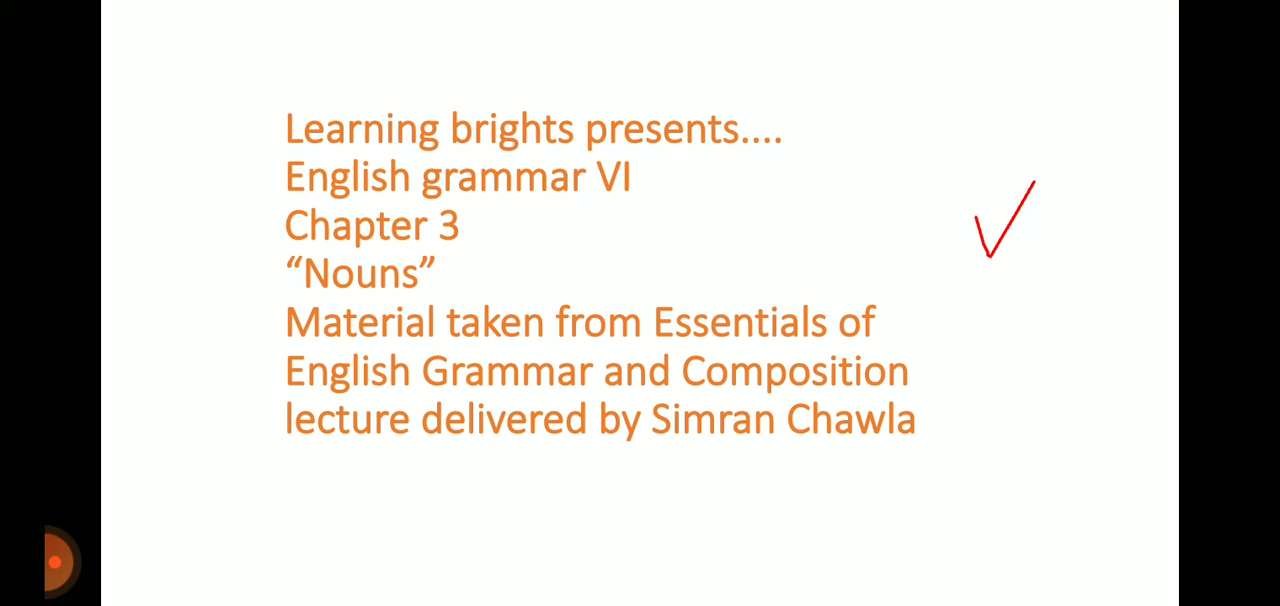 Learning brights presents....
English grammar VI
Chapter 3
“Nouns”
Material taken from Essentials of
English Grammar and Composition
lecture delivered by Simran Chawla